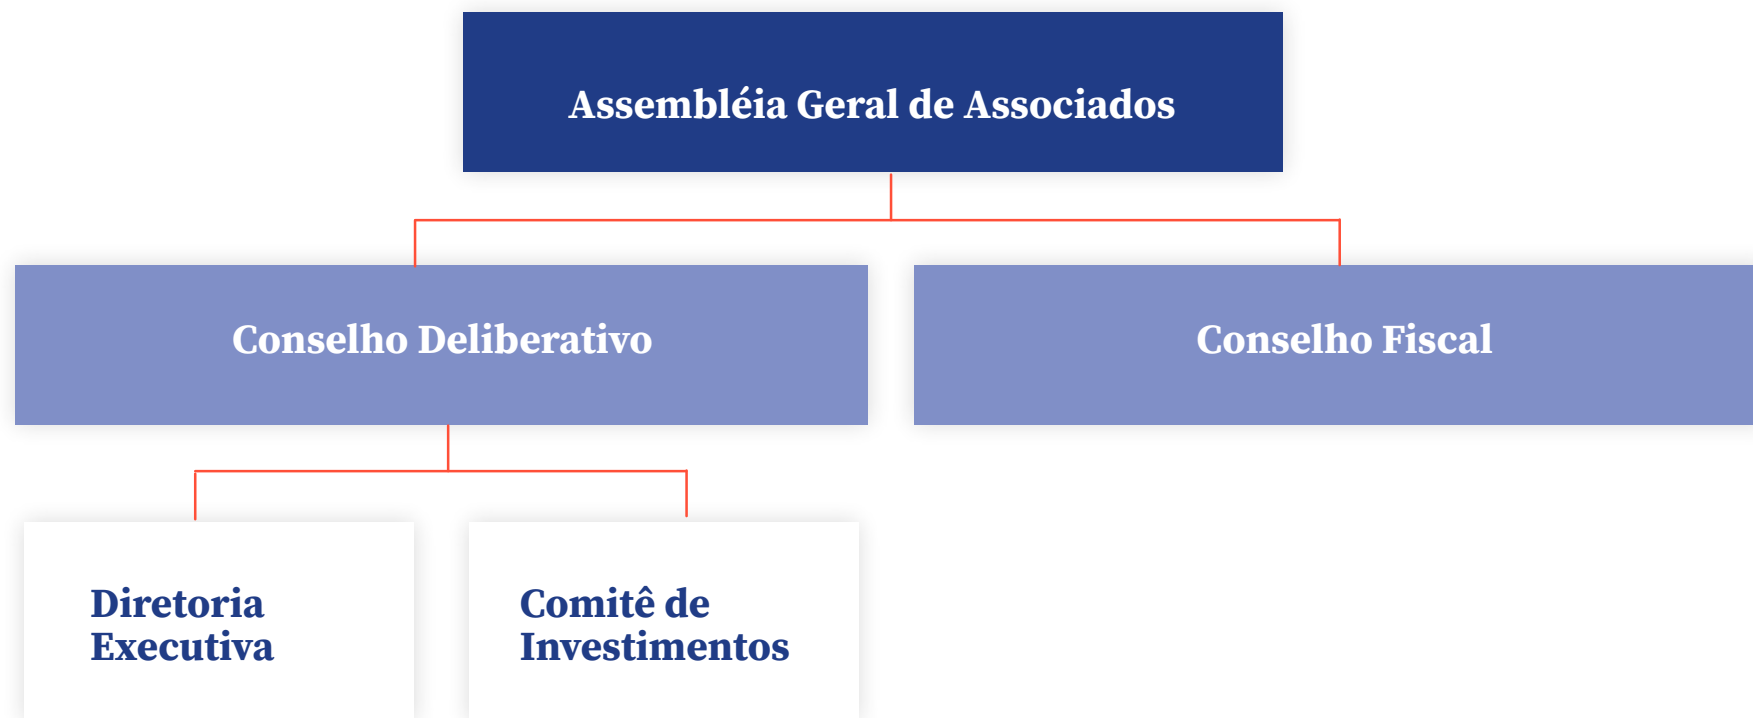 Assembléia Geral de Associados
Conselho Deliberativo
Conselho Fiscal
Diretoria
Executiva
Comitê de
Investimentos